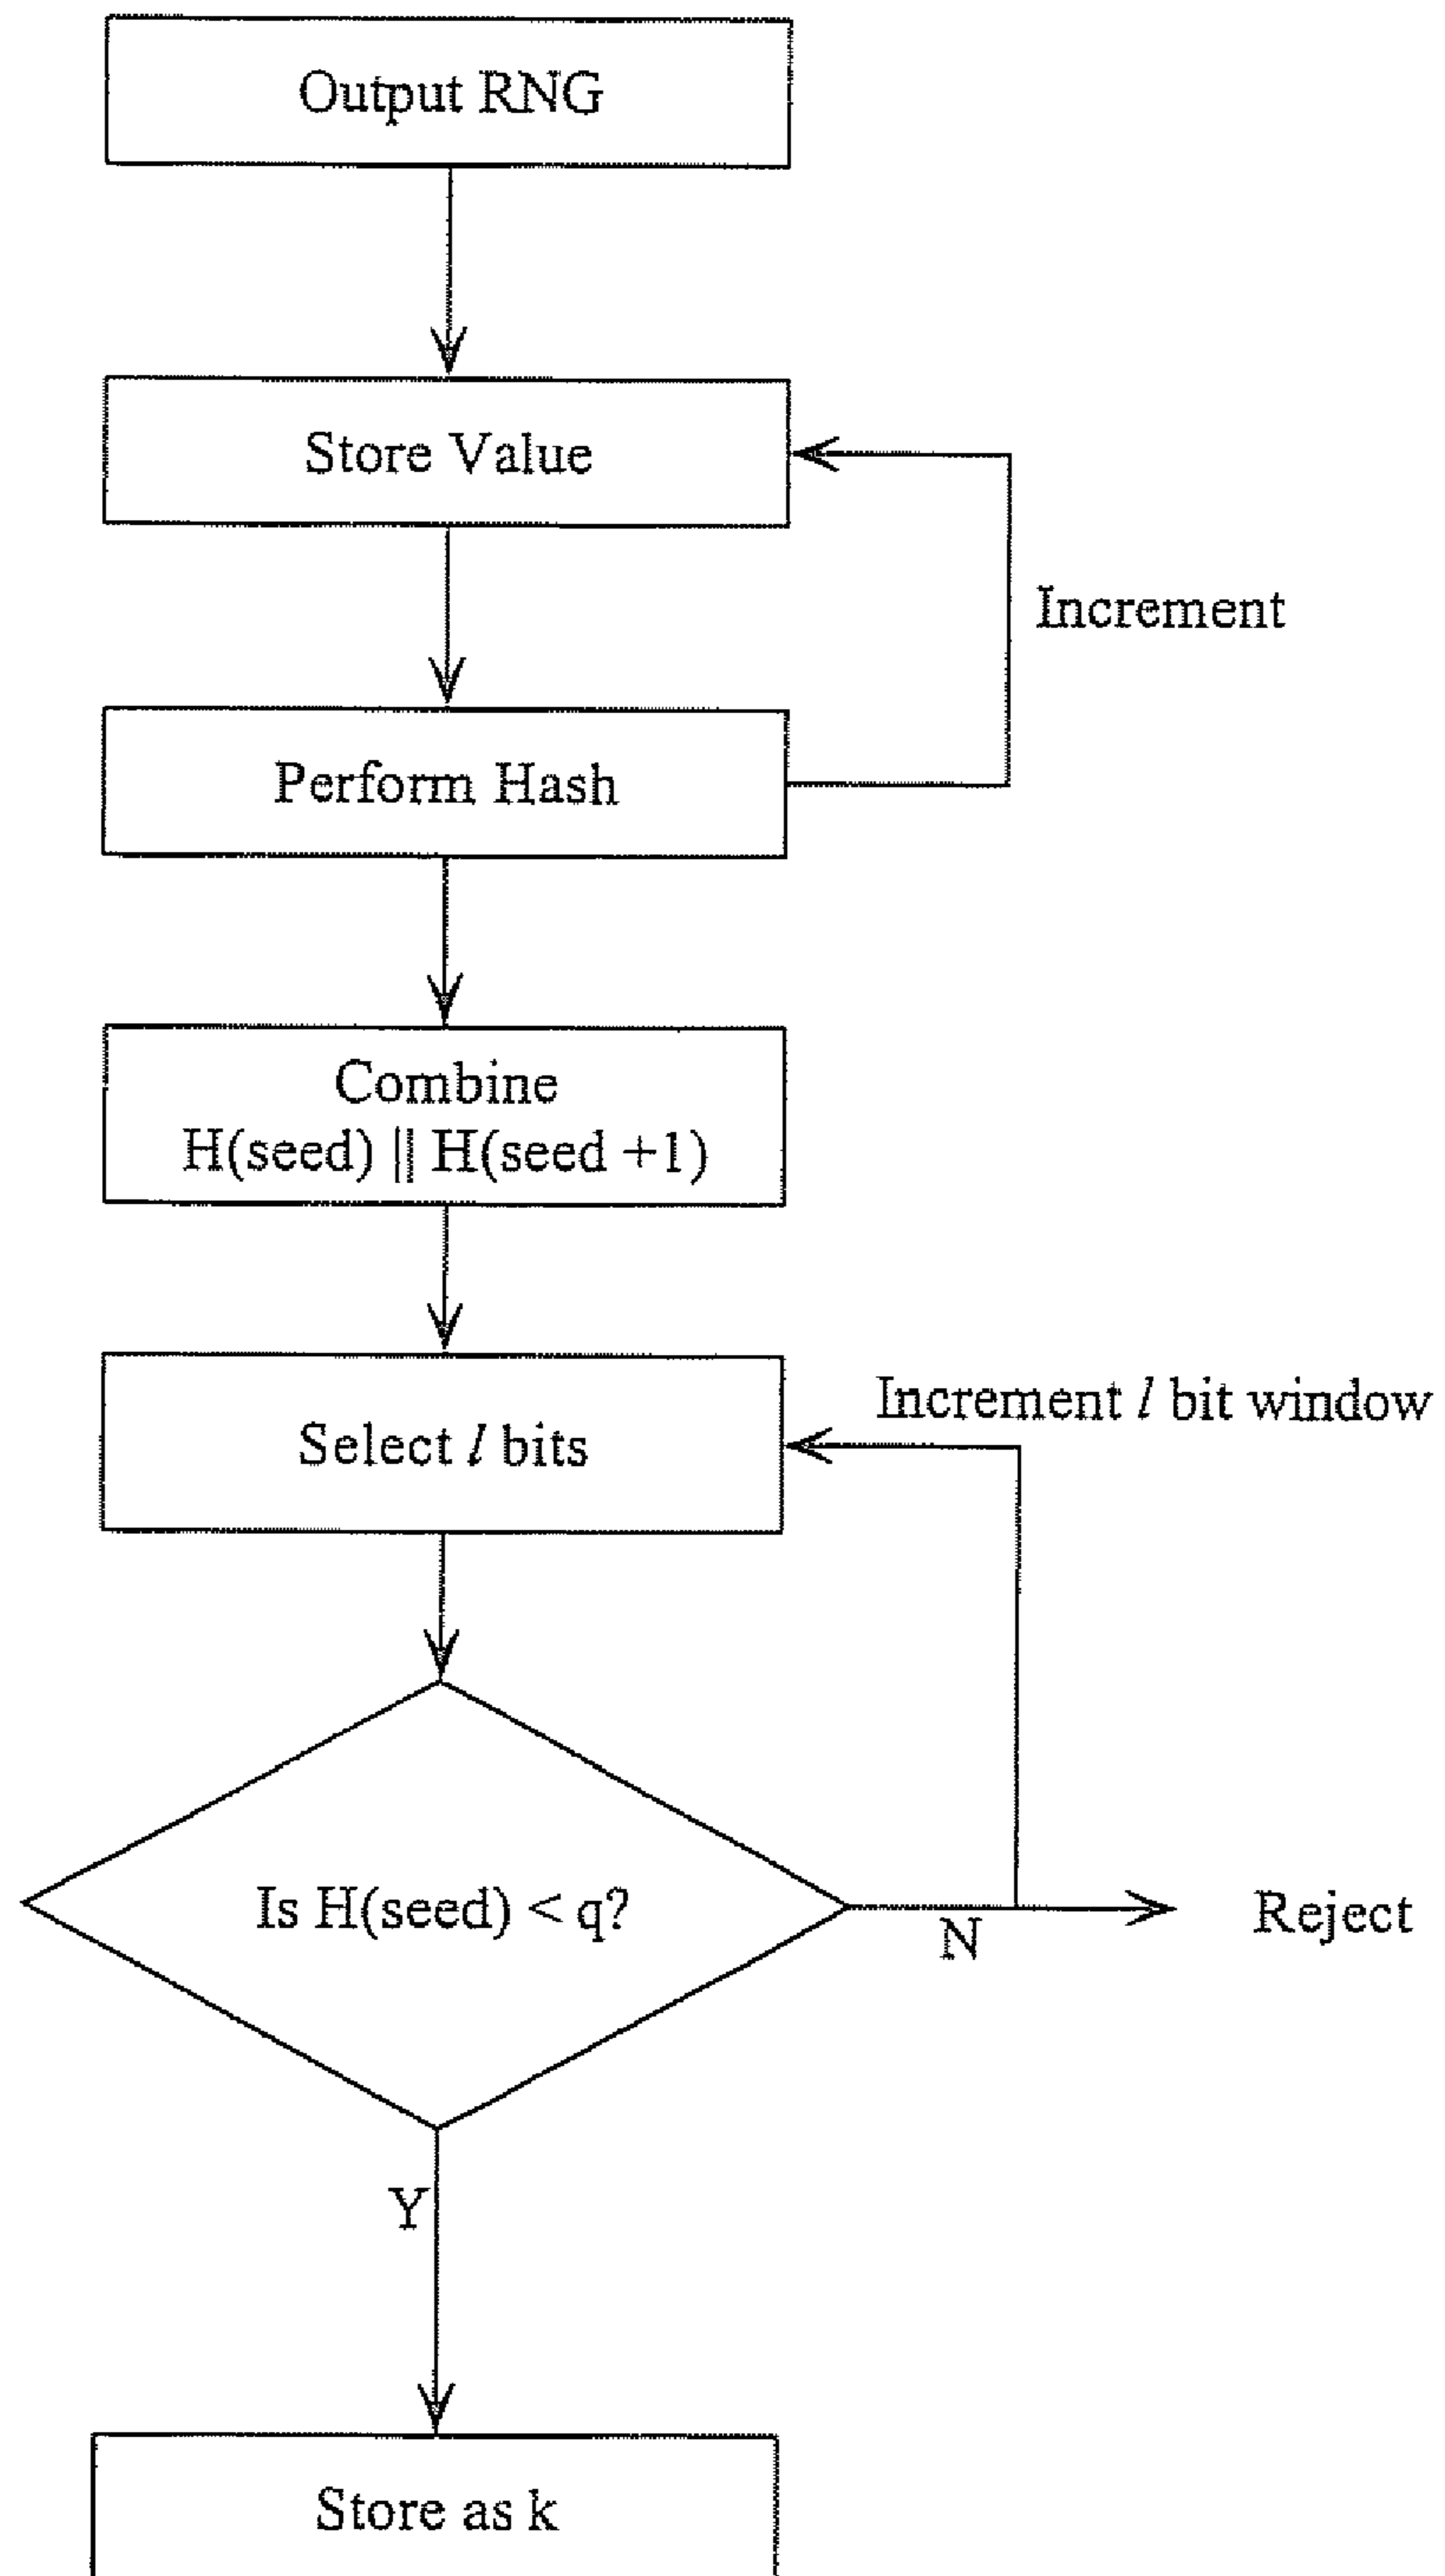 Output RNG
Store Value
Increment
Perform Hash
Combine
H(seed) || H(seed +1)
Increment l bit window
Select l bits
Is H(seed) < q?
N
Reject
Y
Store as k